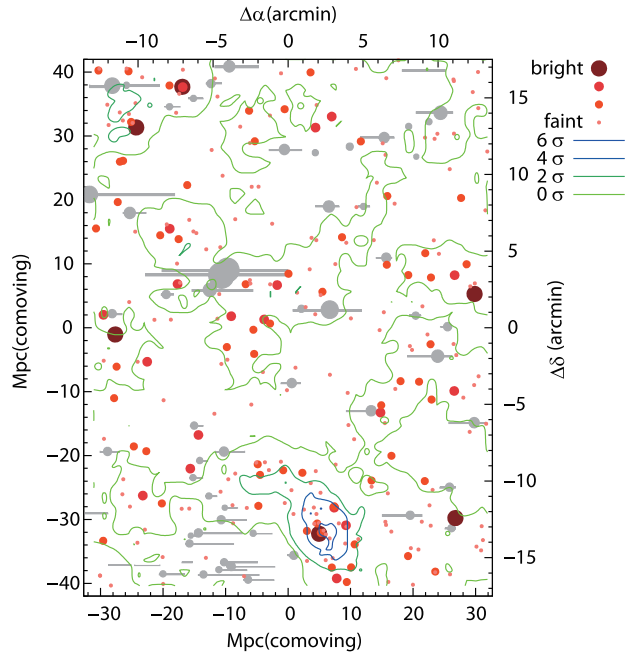 Δα(arcmin)
−10 −5 0 5 10
40
30
20
10
0
−10
−20
−30
−40
Mpc(comoving)
bright
faint
6 σ
4 σ
2 σ
0 σ
15
10
5
0
−5
−10
−15
Δδ(arcmin)
−30 −20 −10 0 10 20 30
Mpc(comoving)